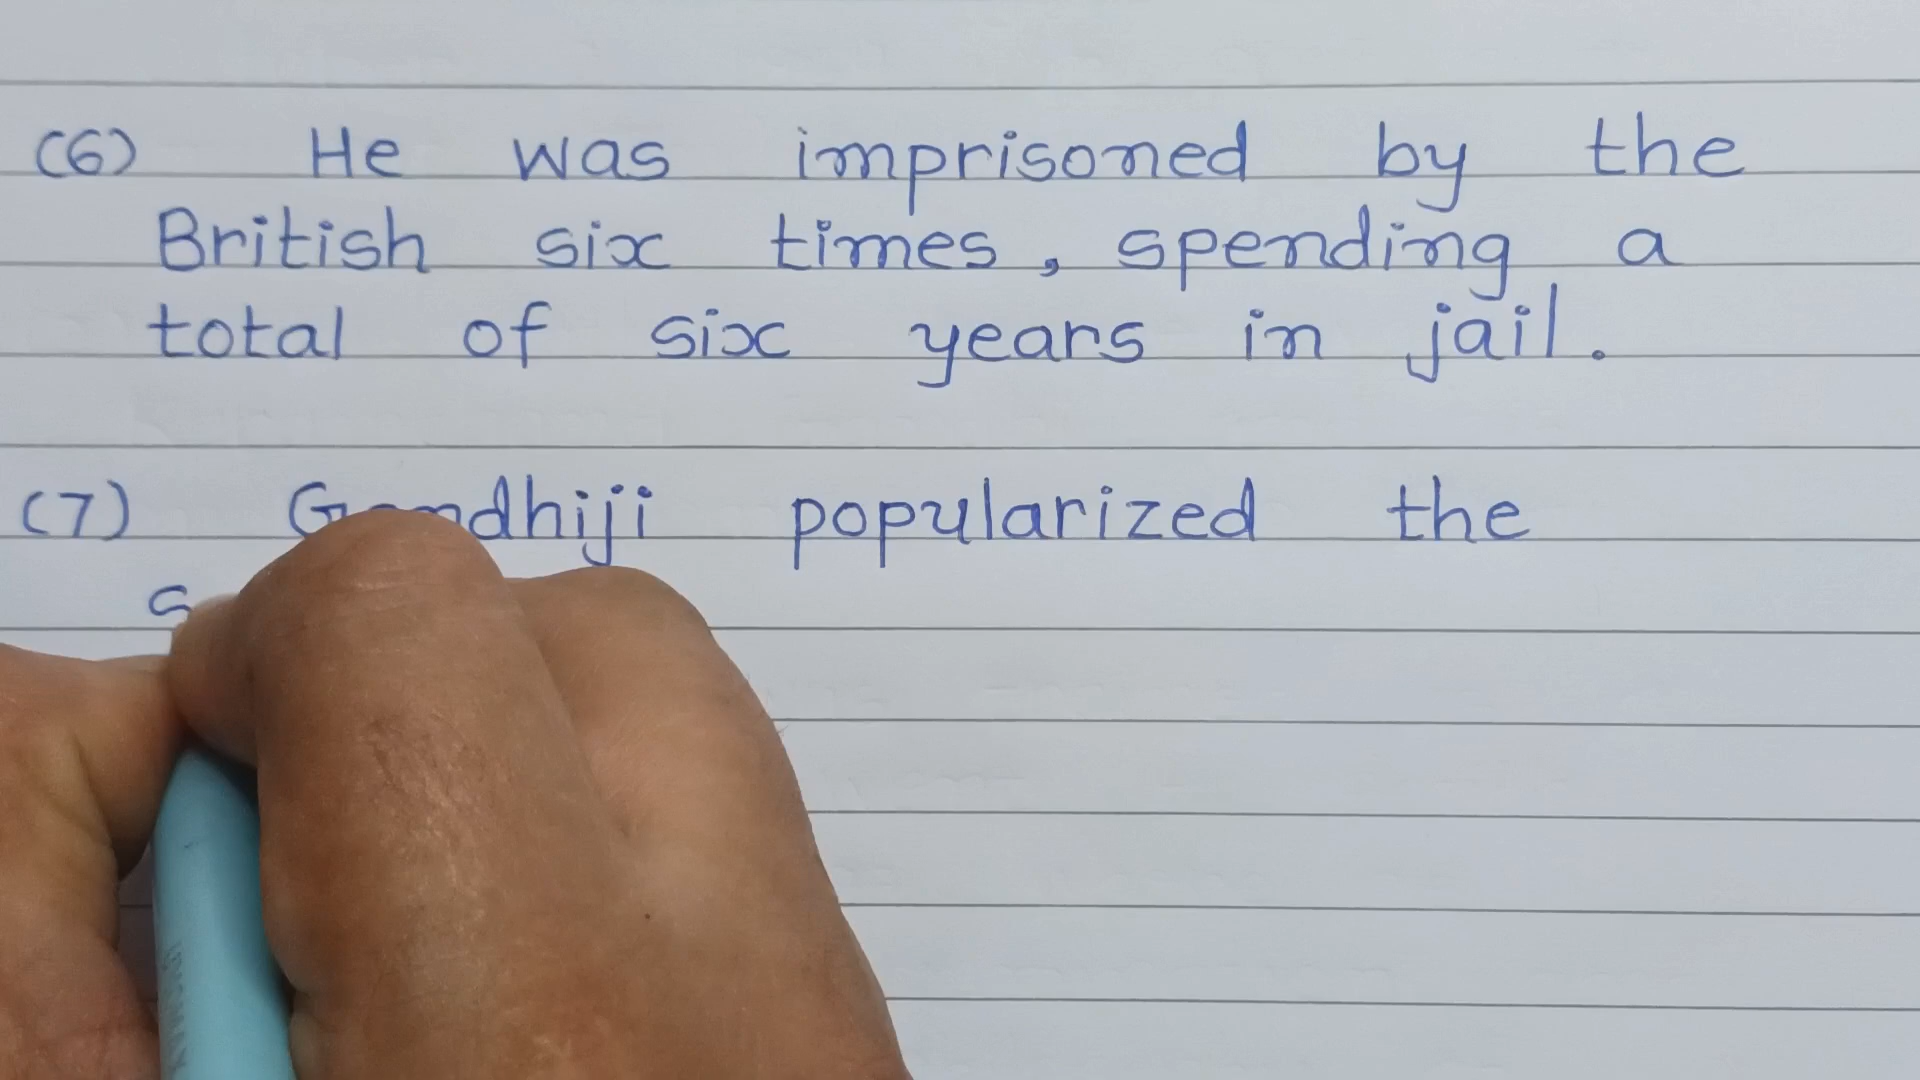 (6) He was imprisoned by the
British six times, spending a
total of six years in jail.
(7) Gandhiji popularized the